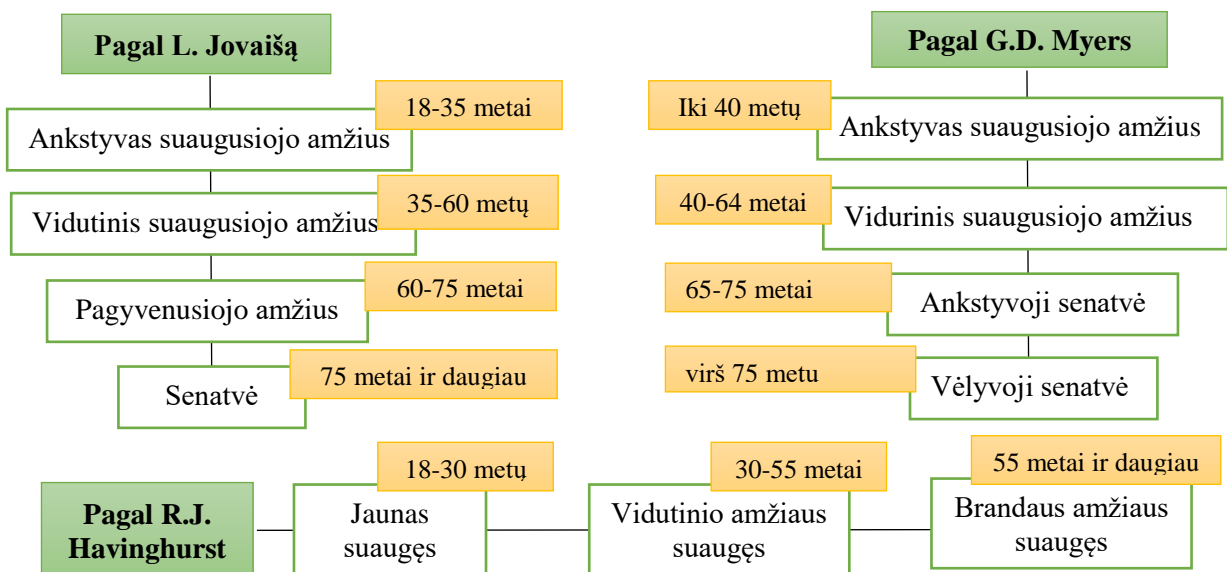 Pagal L. Jovaišą
18-35 metai
Ankstyvas suaugusiojo amžius
35-60 metų
Vidutinis suaugusiojo amžius
60-75 metai
Pagyvenusiojo amžius
75 metai ir daugiau
Senatvė
Pagal G.D. Myers
Iki 40 metų
Ankstyvas suaugusiojo amžius
40-64 metai
Vidurinis suaugusiojo amžius
65-75 metai
Ankstyvoji senatvė
virš 75 metu
Vėlyvoji senatvė
Pagal R.J.
Havinghurst
18-30 metų
Jaunas
suaugęs
30-55 metai
Vidutinio amžiaus
suaugęs
55 metai ir daugiau
Brandaus amžiaus
suaugęs